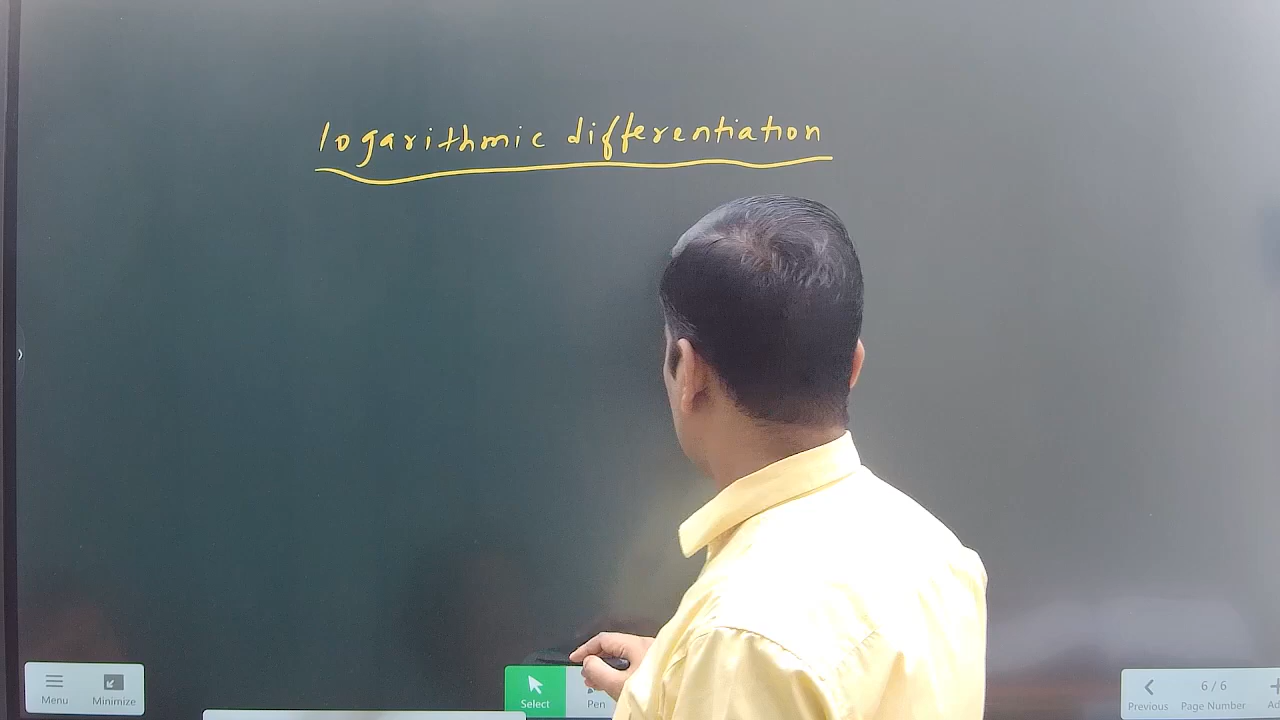 logarithmic differentiation
Menu
Minimize
Select
Pen
Previous
6 / 6
Page Number